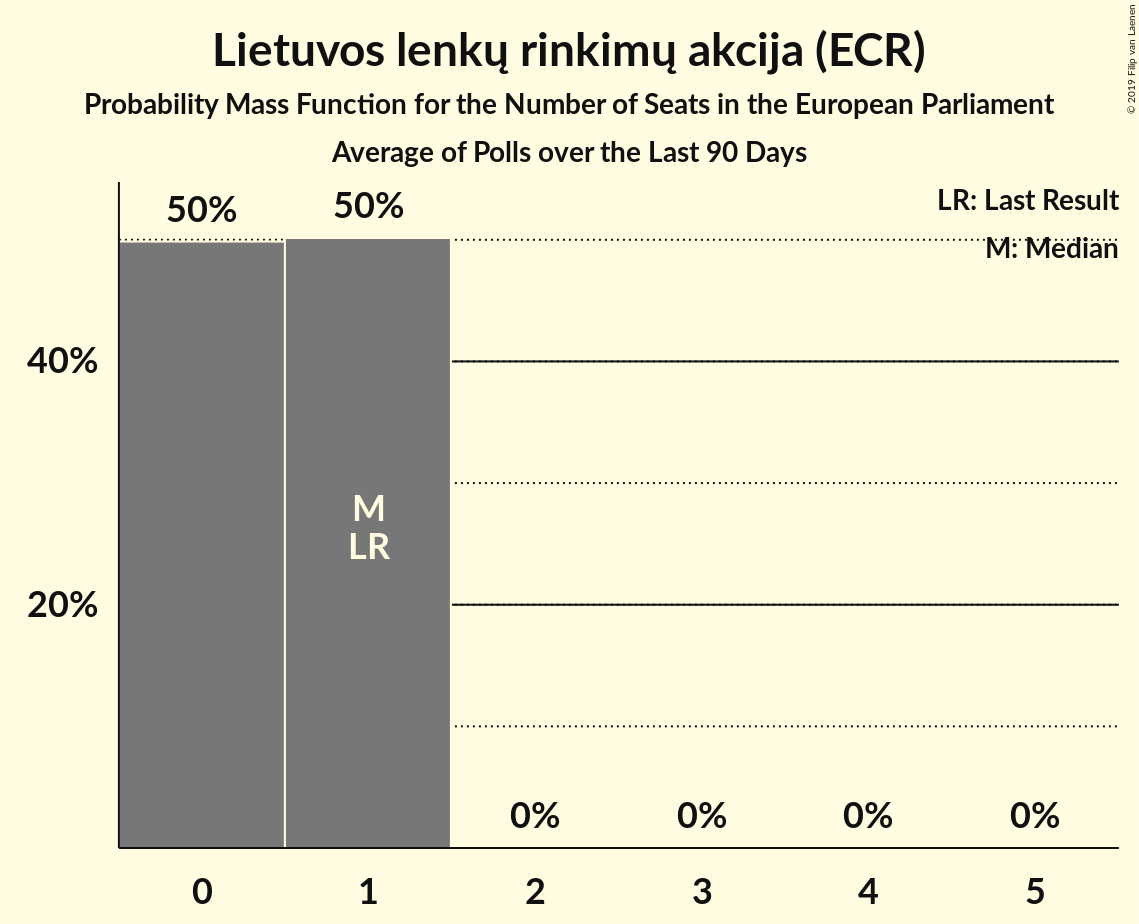 Lietuvos lenkų rinkimų akcija (ECR)
Probability Mass Function for the Number of Seats in the European Parliament
Average of Polls over the Last 90 Days
© 2019 Filip van Laenen
LR: Last Result
M: Median
50%
50%
40%
20%
M
LR
0%
0%
0%
0%
0
1
2
3
4
5